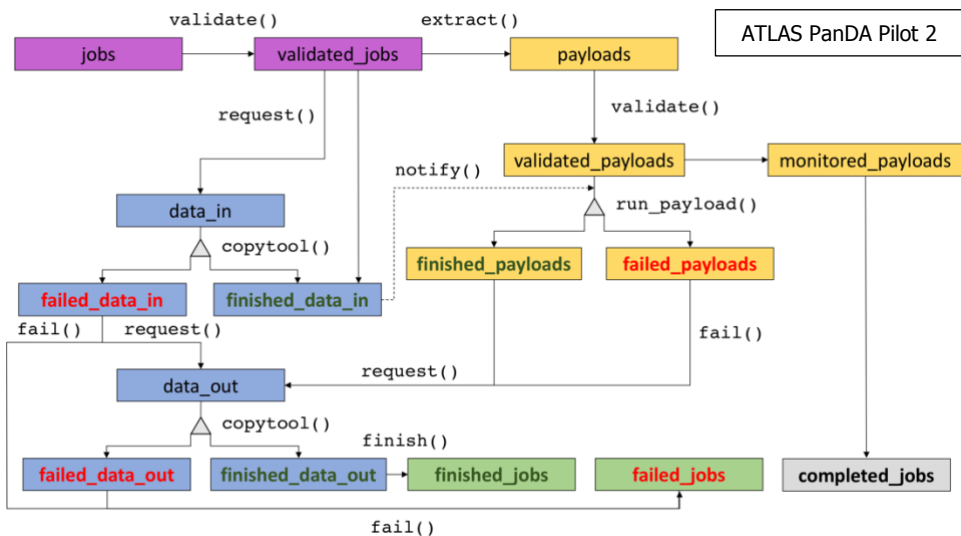 validate()
extract()
ATLAS PanDA Pilot 2
jobs
validated_jobs
payloads
request()
validate()
notify()
validated_payloads
monitored_payloads
data_in
run_payload()
copytool()
finished_payloads
failed_payloads
failed_data_in
finished_data_in
fail()
request()
fail()
request()
data_out
copytool()
finish()
failed_data_out
finished_data_out
finished_jobs
failed_jobs
completed_jobs
fail()